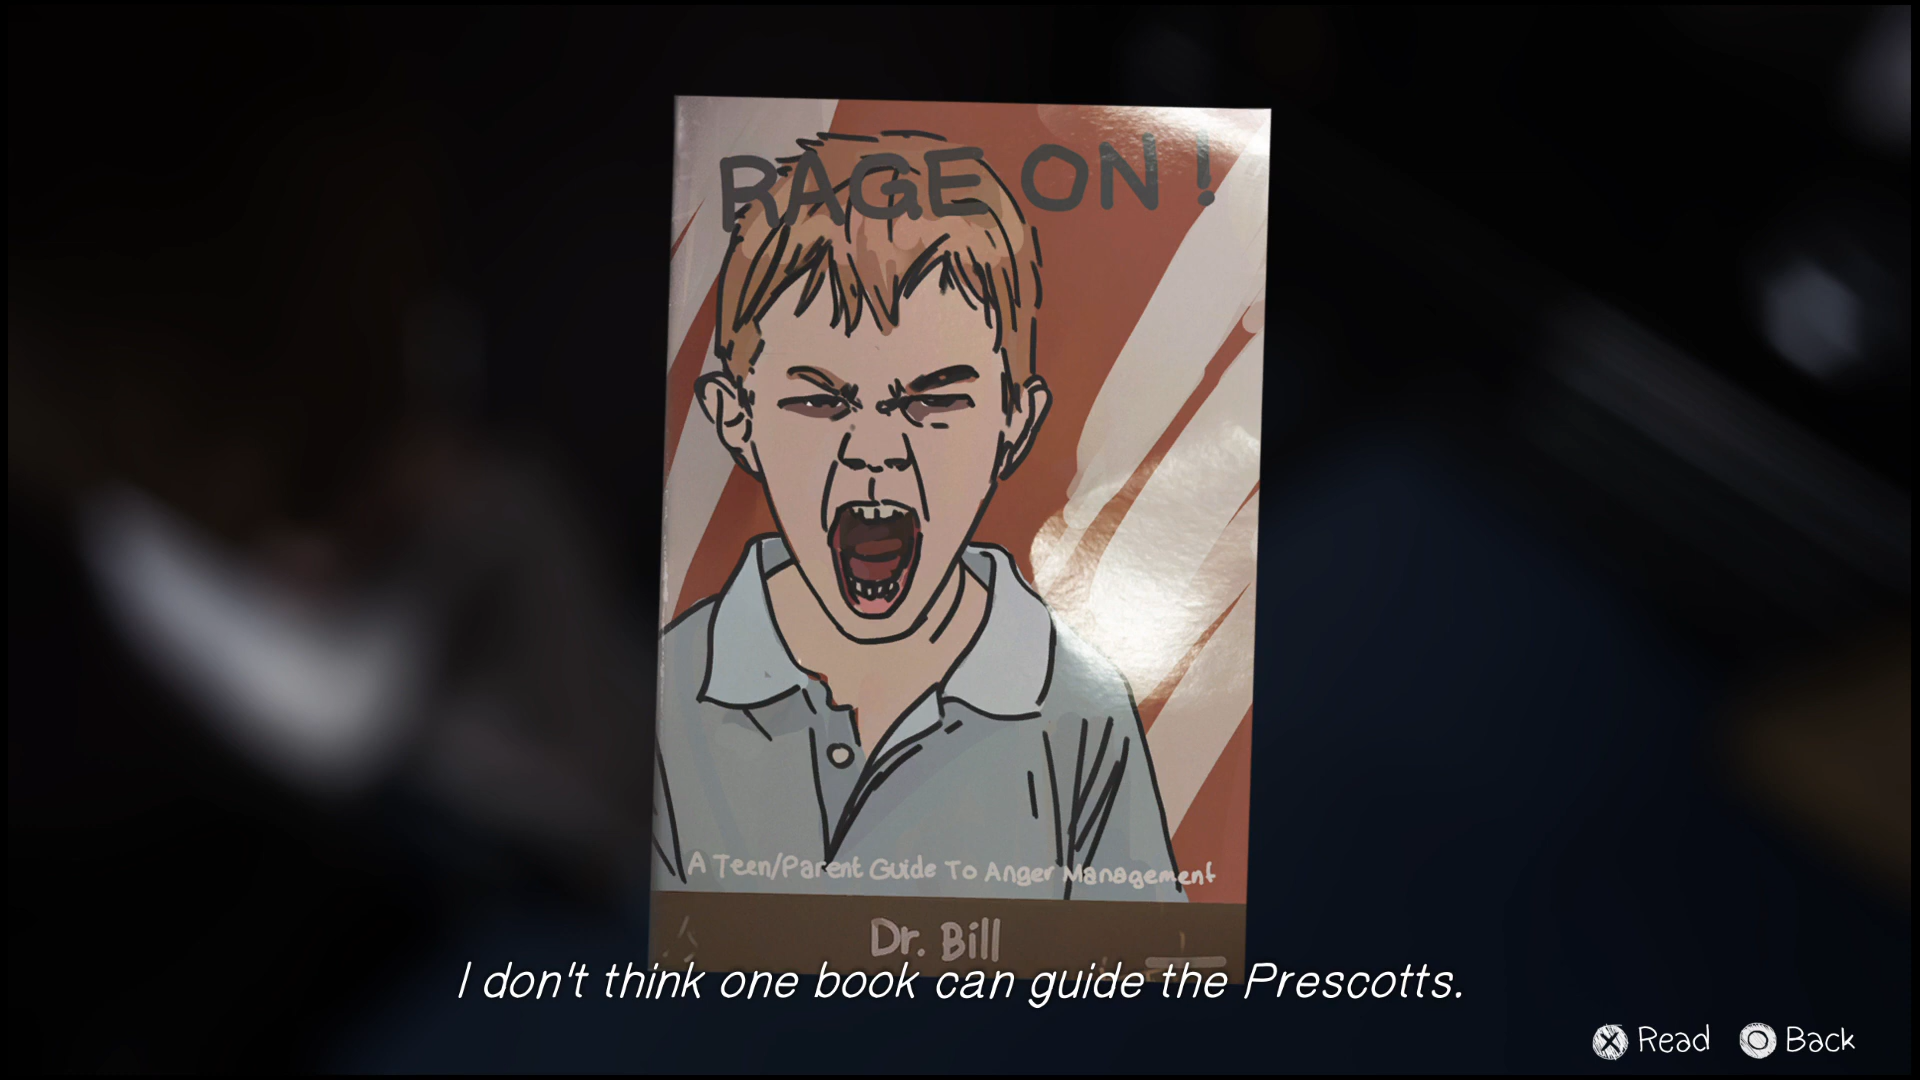 RAGE ON!
A Teen/Parent Guide To Anger Management
Dr. Bill
I don't think one book can guide the Prescotts.
Read Back